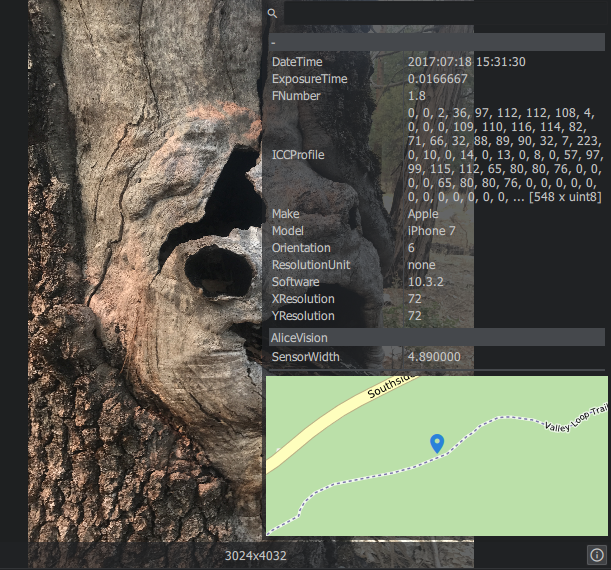 -
DateTime 2017:07:18 15:31:30
ExposureTime 0.0166667
FNumber 1.8
ICCProfile 0, 0, 2, 36, 97, 112, 112, 108, 4,
0, 0, 0, 109, 110, 116, 114, 82,
71, 66, 32, 88, 89, 90, 32, 7, 223,
0, 10, 0, 14, 0, 13, 0, 8, 0, 57, 97,
99, 115, 112, 65, 80, 80, 76, 0, 0,
0, 0, 65, 80, 80, 76, 0, 0, 0, 0, 0,
0, 0, 0, 0, 0, 0, 0, ... [548 x uint8]
Make Apple
Model iPhone 7
Orientation 6
ResolutionUnit none
Software 10.3.2
XResolution 72
YResolution 72
AliceVision
SensorWidth 4.890000
Southside
Valley Loop Trail
3024x4032